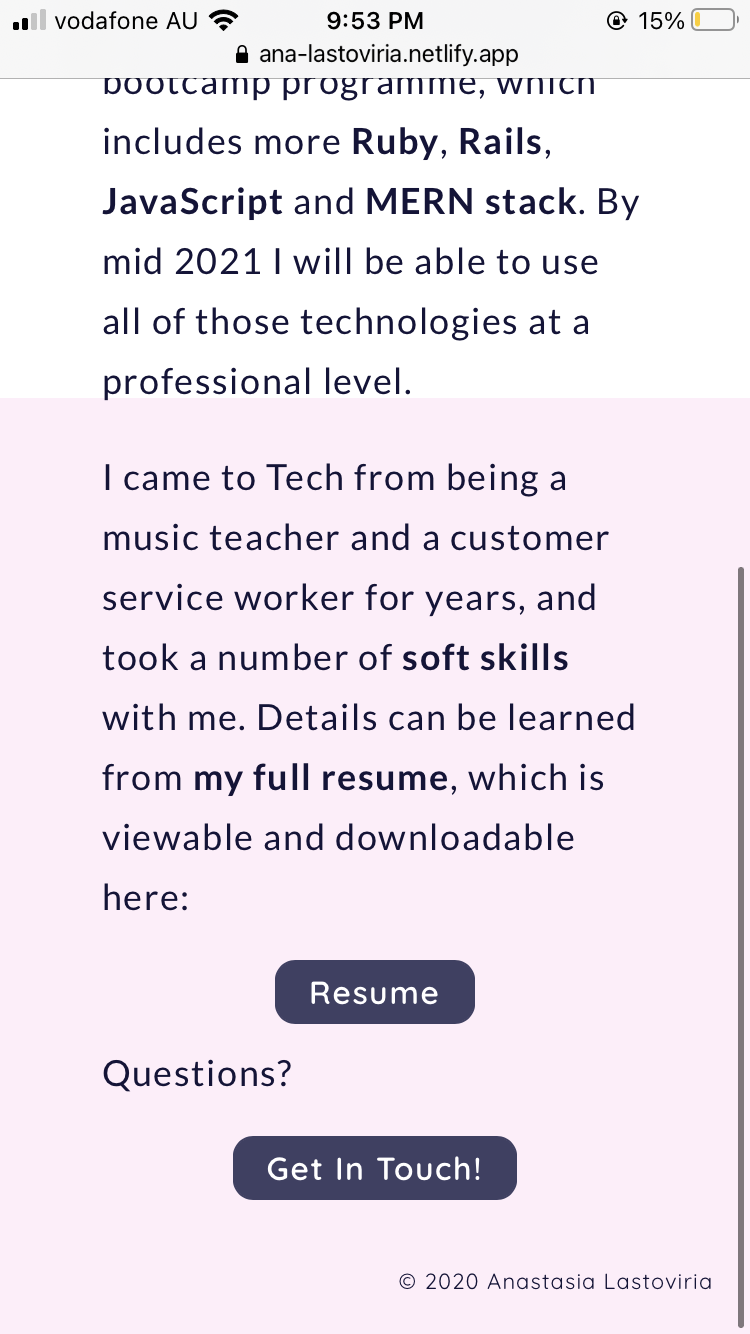 vodafone AU 9:53 PM 15%
ana-lastoviria.netlify.app
bootcamp programme, which
includes more Ruby, Rails,
JavaScript and MERN stack. By
mid 2021 I will be able to use
all of those technologies at a
professional level.
I came to Tech from being a
music teacher and a customer
service worker for years, and
took a number of soft skills
with me. Details can be learned
from my full resume, which is
viewable and downloadable
here:
Resume
Questions?
Get In Touch!
© 2020 Anastasia Lastoviria